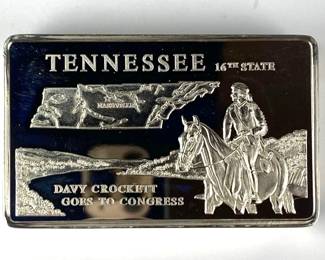 TENNESSEE 16TH STATE
NASHVILLE
DAVY CROCKETT
GOES TO CONGRESS